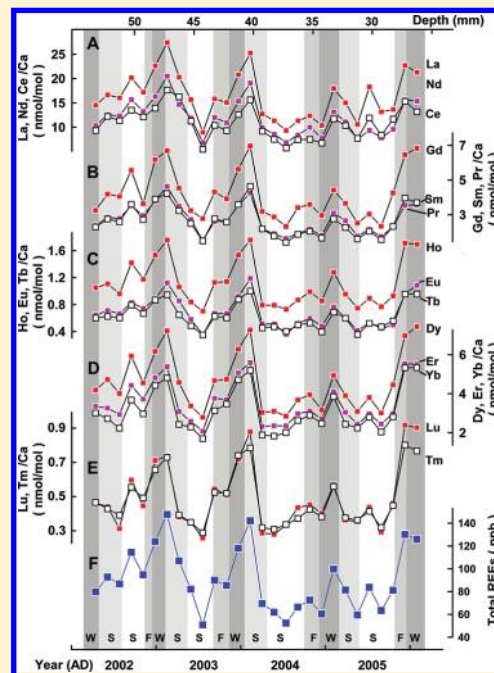 50 45 40 35 30 Depth (mm)
A
La, Nd, Ce /Ca
( nmol/mol)
25
20
15
10
La
Nd
Ce
B
Gd, Sm, Pr /Ca
( nmol/mol)
7
5
3
Gd
Sm
Pr
C
Ho, Eu, Tb/Ca
( nmol/mol)
1.6
1.2
0.8
0.4
Ho
Eu
Tb
D
Dy, Er, Yb /Ca
( nmol/mol)
6
4
2
Dy
Er
Yb
E
Lu, Tm /Ca
( nmol/mol)
0.9
0.7
0.5
0.3
Lu
Tm
F
Total REEs ( ppb)
140
120
100
80
60
40
W S S F W S S F W S S F W S S F W
Year (AD) 2002 2003 2004 2005